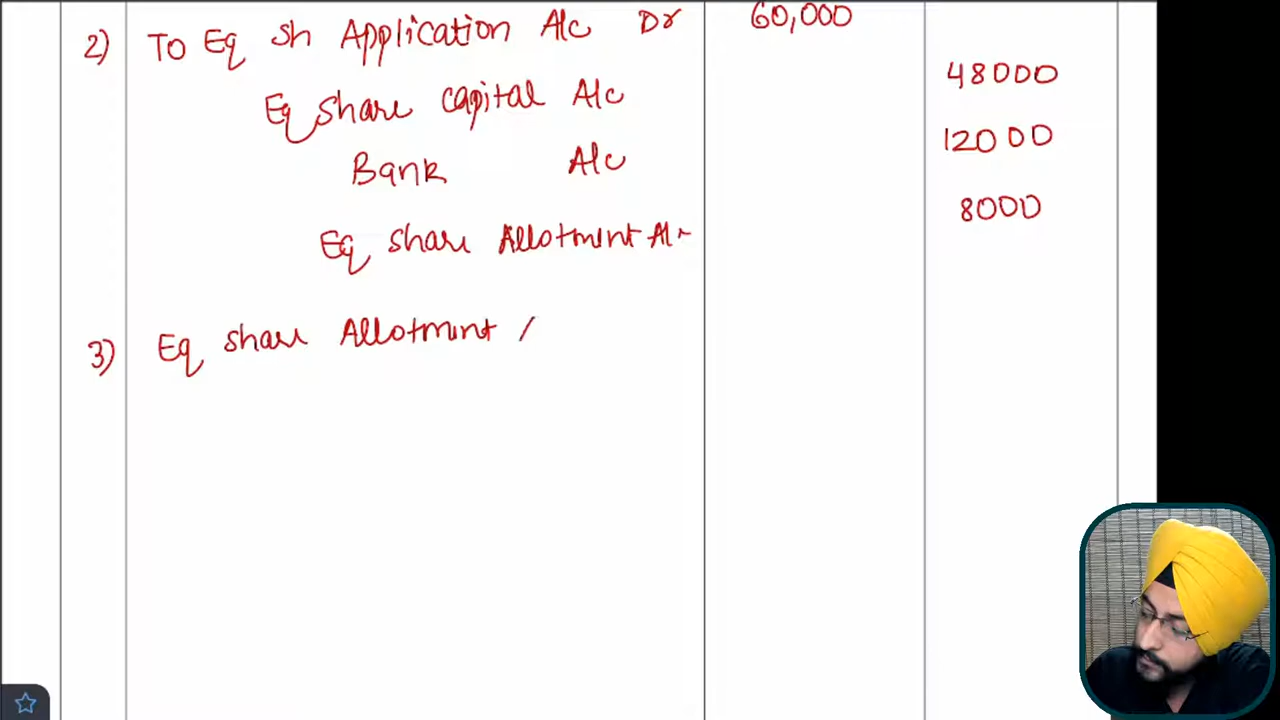 2) To Eq Sh Application A/c Dr 60,000
Eq Share Capital A/c 48000
Bank A/c 12000
Eq Share Allotment A/c 8000
3) Eq Share Allotment /